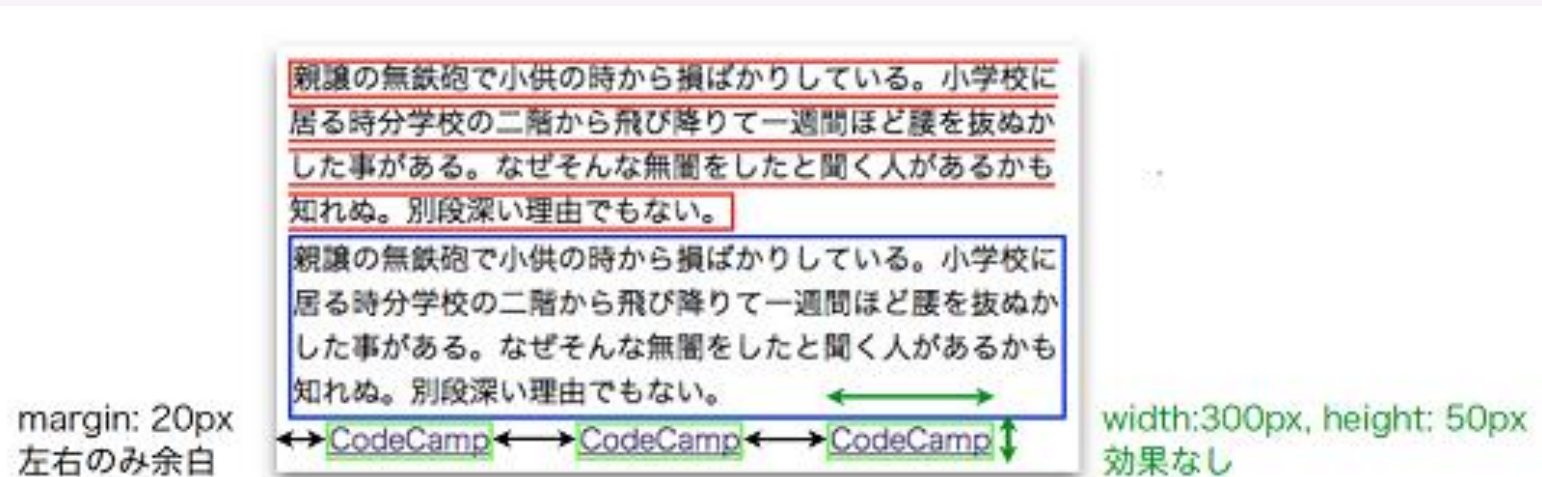 親譲の無鉄砲で小供の時から損ばかりしている。小学校に
居る時分学校の二階から飛び降りて一週間ほど腰を抜ぬか
した事がある。なぜそんな無闇をしたと聞く人があるかも
知れぬ。別段深い理由でもない。
親譲の無鉄砲で小供の時から損ばかりしている。小学校に
居る時分学校の二階から飛び降りて一週間ほど腰を抜ぬか
した事がある。なぜそんな無闇をしたと聞く人があるかも
知れぬ。別段深い理由でもない。
margin: 20px
左右のみ余白
CodeCamp CodeCamp CodeCamp
width:300px, height: 50px
効果なし